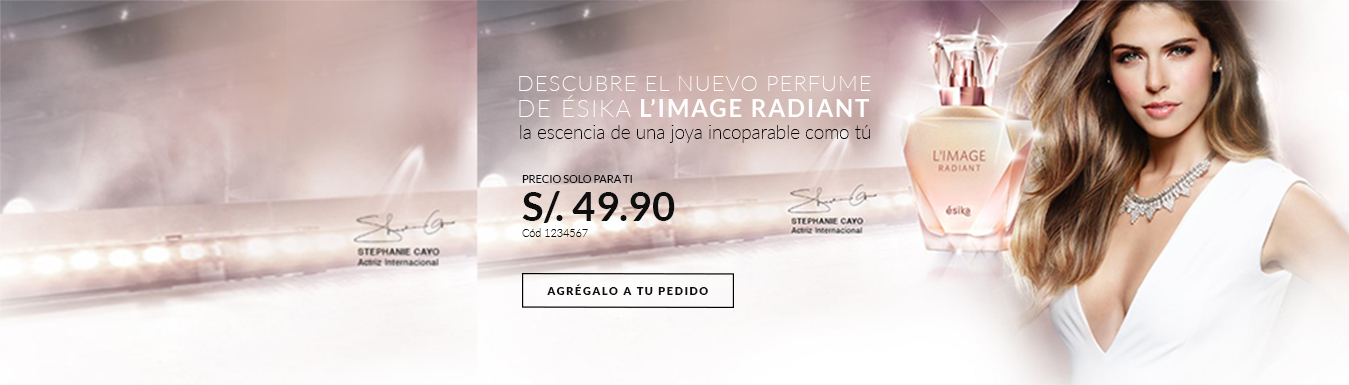 DESCUBRE EL NUEVO PERFUME
DE ÉSIKA L'IMAGE RADIANT
la escencia de una joya incoparable como tú
PRECIO SOLO PARA TI
S/. 49.90
Cód 1234567
AGRÉGALO A TU PEDIDO
STEPHANIE CAYO
Actriz Internacional
STEPHANIE CAYO
Actriz Internacional
L'IMAGE
RADIANT
ésika